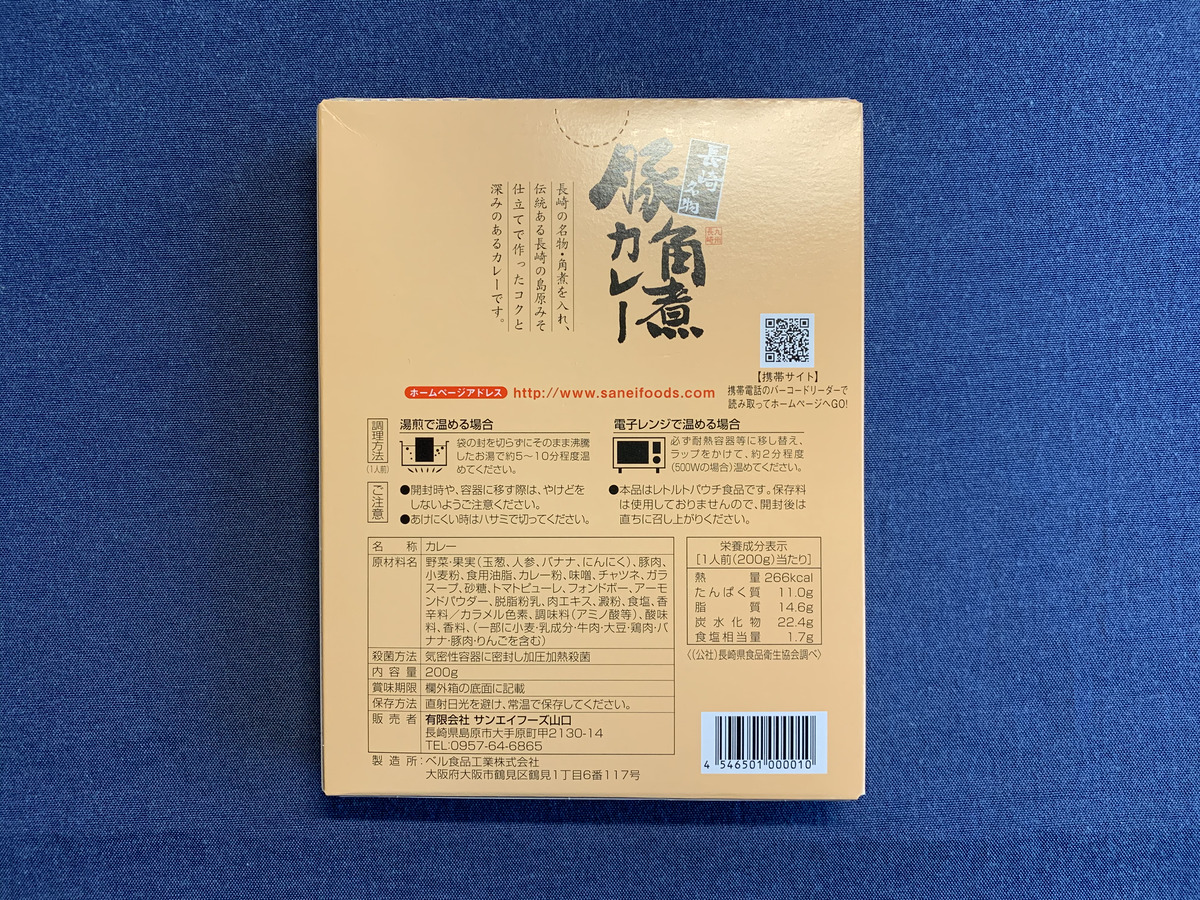 長崎名物
豚角煮
カレー
九州
長崎
長崎の名物・角煮を入れ、
伝統ある長崎の島原みそ
仕立てで作ったコクと
深みのあるカレーです。
【携帯サイト】
携帯電話のバーコードリーダーで
読み取ってホームページへGO!
ホームページアドレス http://www.saneifoods.com
調理方法
(1人前)
湯煎で温める場合
袋の封を切らずにそのまま沸騰
したお湯で約5〜10分程度温
めてください。
電子レンジで温める場合
必ず耐熱容器等に移し替え、
ラップをかけて、約2分程度
(500Wの場合)温めてください。
ご注意
●開封時や、容器に移す際は、やけどを
しないようご注意ください。
●あけにくい時はハサミで切ってください。
●本品はレトルトパウチ食品です。保存料
は使用しておりませんので、開封後は
直ちに召し上がりください。
名称 カレー
原材料名 野菜・果実(玉葱、人参、バナナ、にんにく)、豚肉、
小麦粉、食用油脂、カレー粉、味噌、チャツネ、ガラ
スープ、砂糖、トマトピューレ、フォンドボー、アーモ
ンドパウダー、脱脂粉乳、肉エキス、澱粉、食塩、香
辛料/カラメル色素、調味料(アミノ酸等)、酸味
料、香料、(一部に小麦・乳成分・牛肉・大豆・鶏肉・バ
ナナ・豚肉・りんごを含む)
殺菌方法 気密性容器に密封し加圧加熱殺菌
内容量 200g
賞味期限 欄外箱の底面に記載
保存方法 直射日光を避け、常温で保存してください。
販売者 有限会社 サンエイフーズ山口
長崎県島原市大手原町甲2130-14
TEL:0957-64-6865
製造所:ベル食品工業株式会社
大阪府大阪市鶴見区鶴見1丁目6番117号
栄養成分表示
[1人前(200g)当たり]
熱量 266kcal
たんぱく質 11.0g
脂質 14.6g
炭水化物 22.4g
食塩相当量 1.7g
〈(公社)長崎県食品衛生協会調べ〉
4 546501 000010